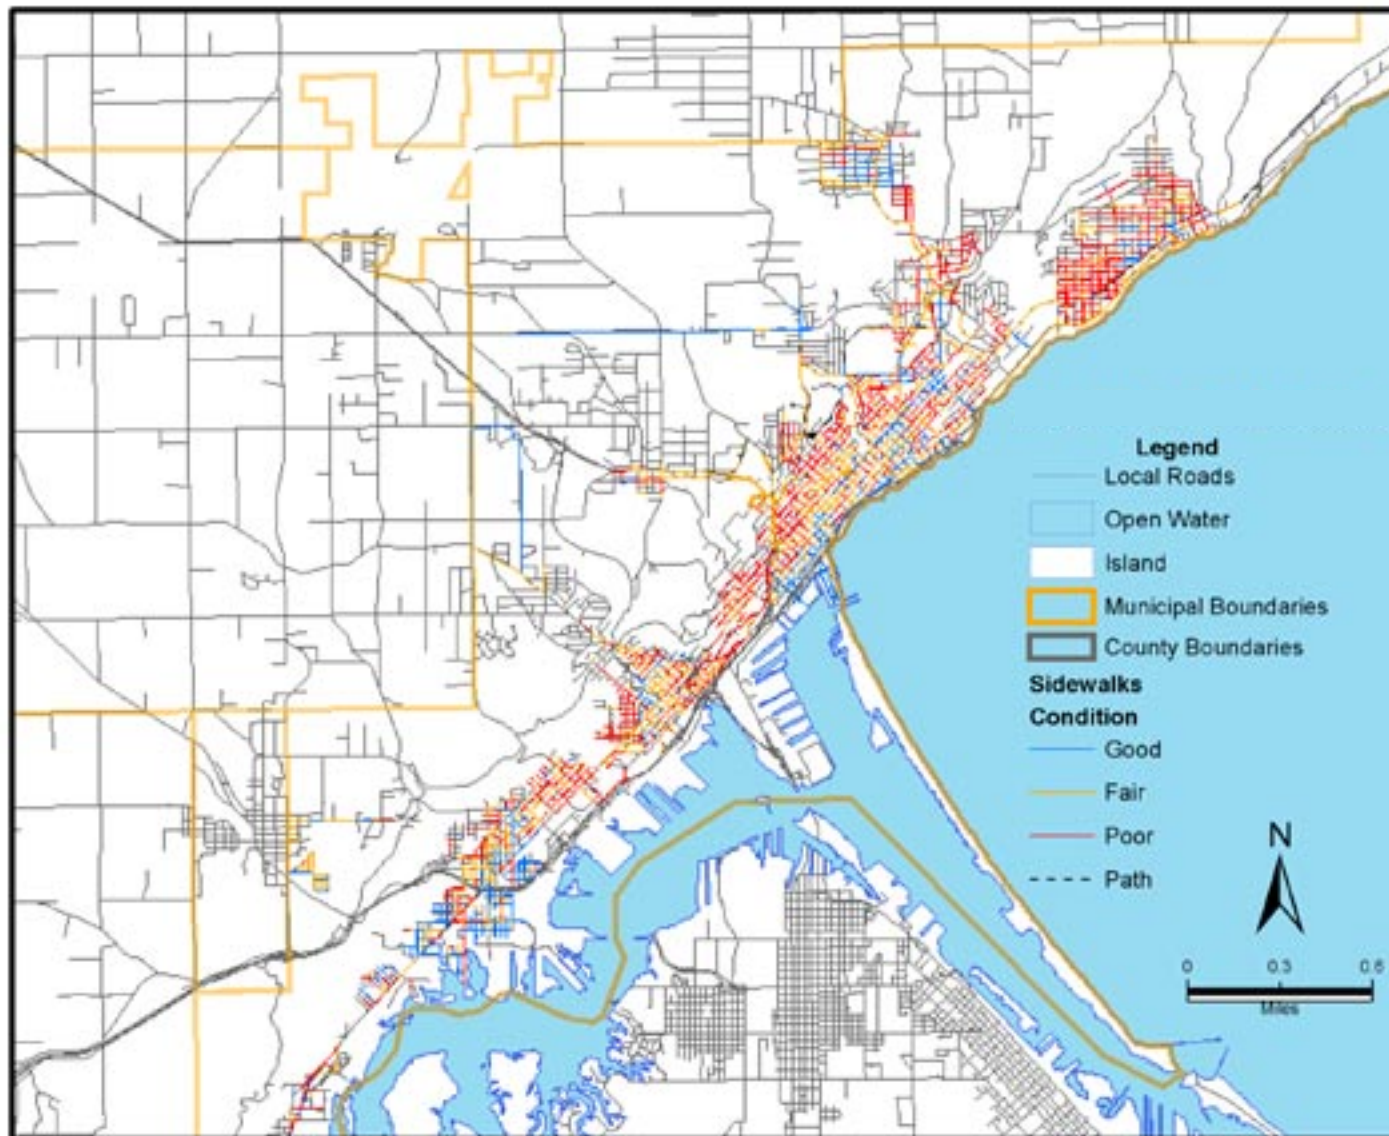 Legend
Local Roads
Open Water
Island
Municipal Boundaries
County Boundaries
Sidewalks
Condition
Good
Fair
Poor
Path
N
0 0.3 0.6
Miles